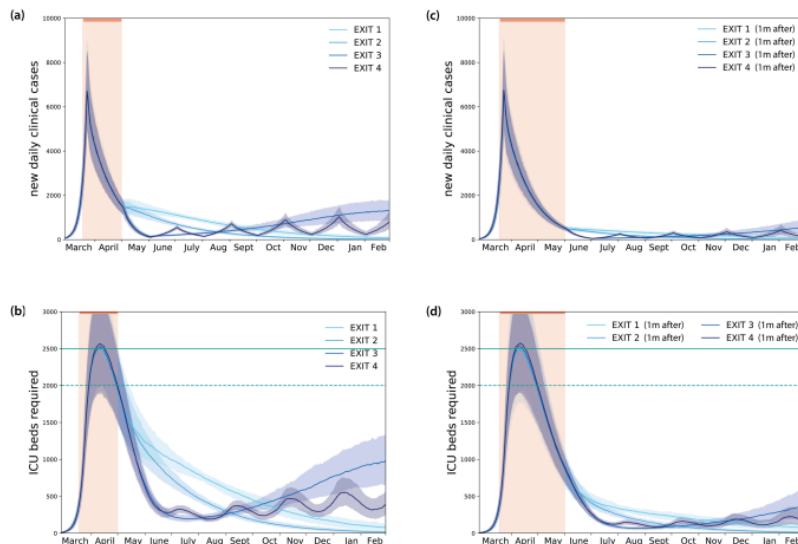 (a)
new daily clinical cases
10000
8000
6000
4000
2000
0
EXIT 1
EXIT 2
EXIT 3
EXIT 4
March April May June July Aug Sept Oct Nov Dec Jan Feb
(c)
new daily clinical cases
10000
8000
6000
4000
2000
0
EXIT 1 (1m after)
EXIT 2 (1m after)
EXIT 3 (1m after)
EXIT 4 (1m after)
March April May June July Aug Sept Oct Nov Dec Jan Feb
(b)
ICU beds required
3000
2500
2000
1500
1000
500
0
EXIT 1
EXIT 2
EXIT 3
EXIT 4
March April May June July Aug Sept Oct Nov Dec Jan Feb
(d)
ICU beds required
3000
2500
2000
1500
1000
500
0
EXIT 1 (1m after) EXIT 3 (1m after)
EXIT 2 (1m after) EXIT 4 (1m after)
March April May June July Aug Sept Oct Nov Dec Jan Feb